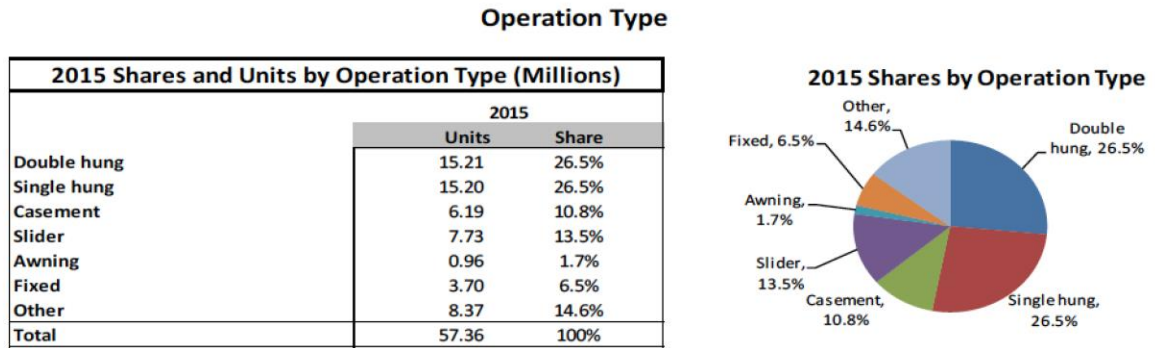 Operation Type
2015 Shares and Units by Operation Type (Millions)
2015
Units Share
Double hung 15.21 26.5%
Single hung 15.20 26.5%
Casement 6.19 10.8%
Slider 7.73 13.5%
Awning 0.96 1.7%
Fixed 3.70 6.5%
Other 8.37 14.6%
Total 57.36 100%
2015 Shares by Operation Type
Other,
14.6%
Double
hung, 26.5%
Fixed, 6.5%
Awning,
1.7%
Slider,
13.5%
Casement,
10.8%
Single hung,
26.5%